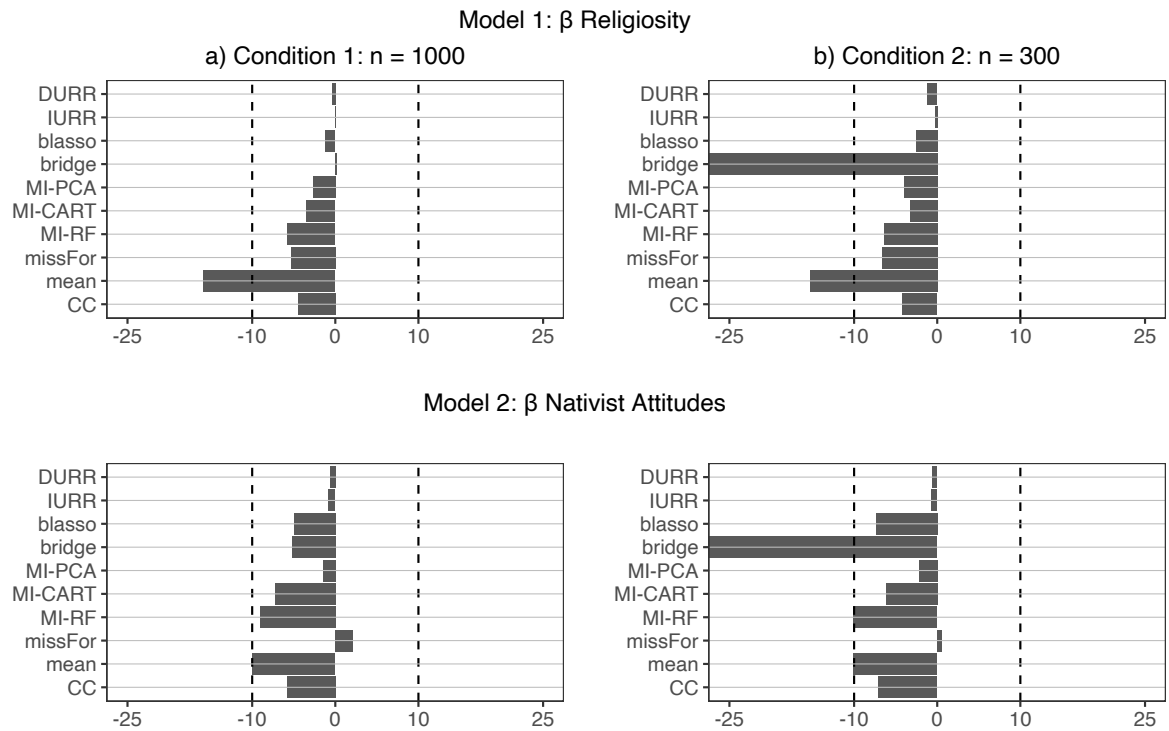 Model 1: β Religiosity
a) Condition 1: n = 1000
b) Condition 2: n = 300
DURR
IURR
blasso
bridge
MI-PCA
MI-CART
MI-RF
missFor
mean
CC
-25 -10 0 10 25
DURR
IURR
blasso
bridge
MI-PCA
MI-CART
MI-RF
missFor
mean
CC
-25 -10 0 10 25
Model 2: β Nativist Attitudes
DURR
IURR
blasso
bridge
MI-PCA
MI-CART
MI-RF
missFor
mean
CC
-25 -10 0 10 25
DURR
IURR
blasso
bridge
MI-PCA
MI-CART
MI-RF
missFor
mean
CC
-25 -10 0 10 25